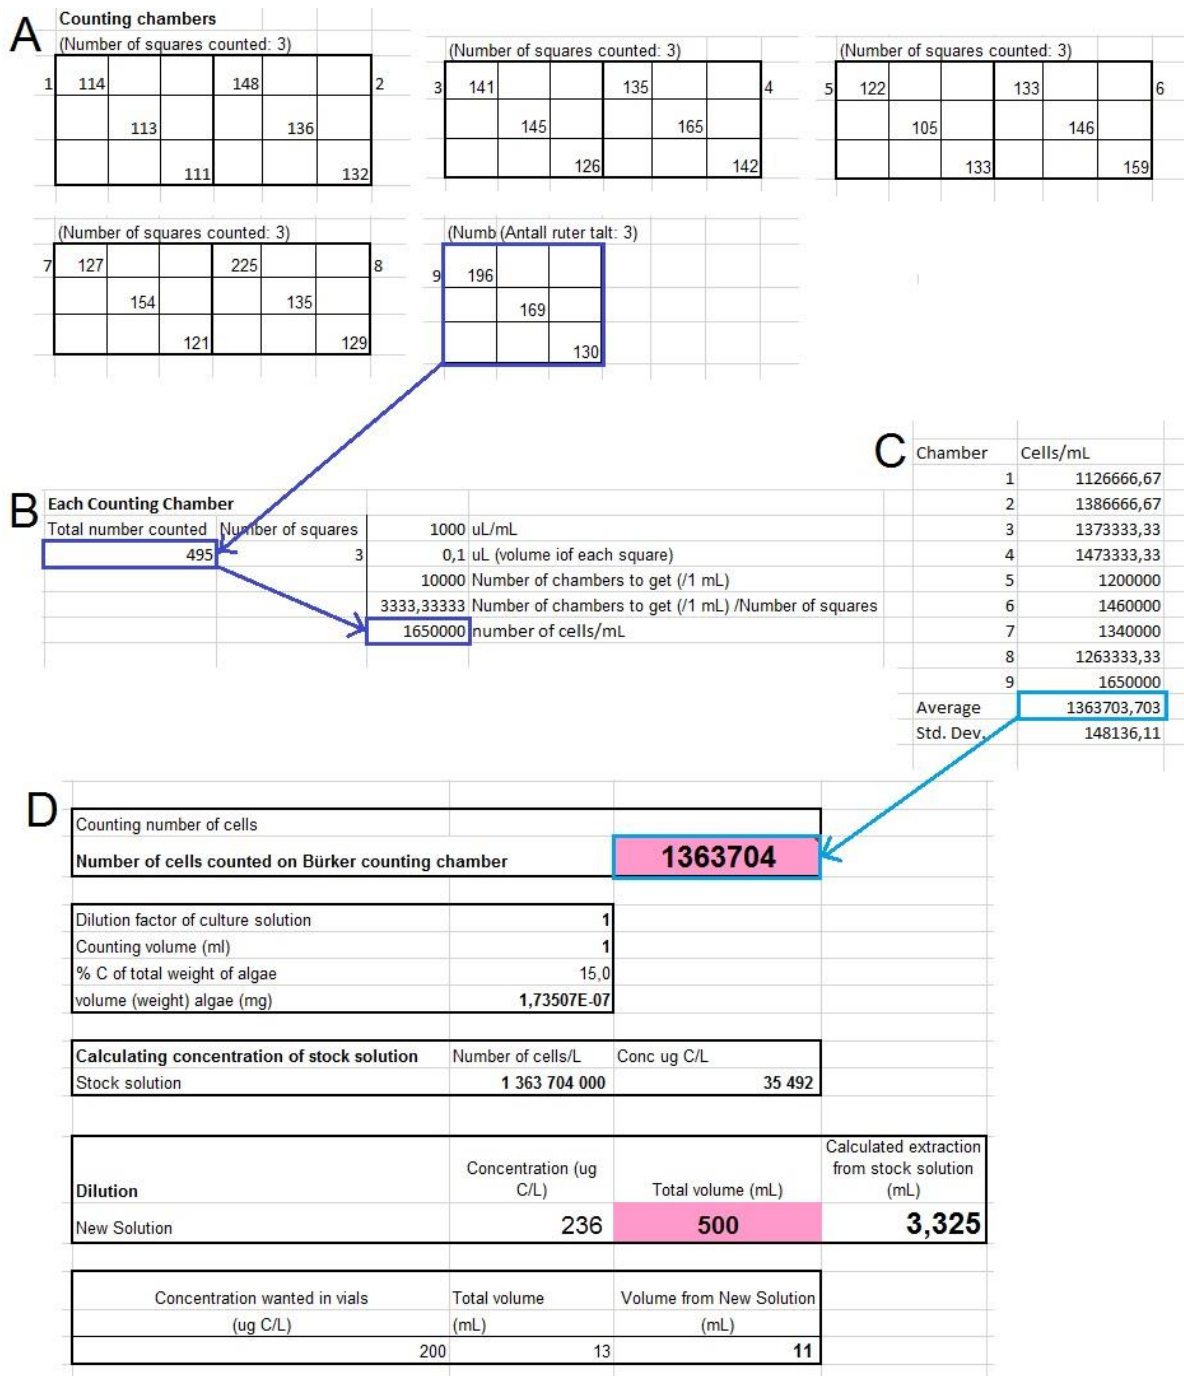 A
Counting chambers
(Number of squares counted: 3)
1 114 148 2
113 136
111 132
(Number of squares counted: 3)
3 141 135 4
145 165
126 142
(Number of squares counted: 3)
5 122 133 6
105 146
133 159
(Number of squares counted: 3)
7 127 225 8
154 135
121 129
(Numb (Antall ruter talt: 3)
9 196
169
130
B
Each Counting Chamber
Total number counted Number of squares 1000 uL/mL
495 3 0,1 uL (volume iof each square)
10000 Number of chambers to get (/1 mL)
3333,33333 Number of chambers to get (/1 mL) /Number of squares
1650000 number of cells/mL
C
Chamber Cells/mL
1 1126666,67
2 1386666,67
3 1373333,33
4 1473333,33
5 1200000
6 1460000
7 1340000
8 1263333,33
9 1650000
Average 1363703,703
Std. Dev. 148136,11
D
Counting number of cells
Number of cells counted on Bürker counting chamber 1363704
Dilution factor of culture solution 1
Counting volume (ml) 1
% C of total weight of algae 15,0
volume (weight) algae (mg) 1,73507E-07
Calculating concentration of stock solution Number of cells/L Conc ug C/L
Stock solution 1 363 704 000 35 492
Dilution Concentration (ug C/L) Total volume (mL) Calculated extraction from stock solution (mL)
New Solution 236 500 3,325
Concentration wanted in vials Total volume Volume from New Solution
(ug C/L) (mL) (mL)
200 13 11